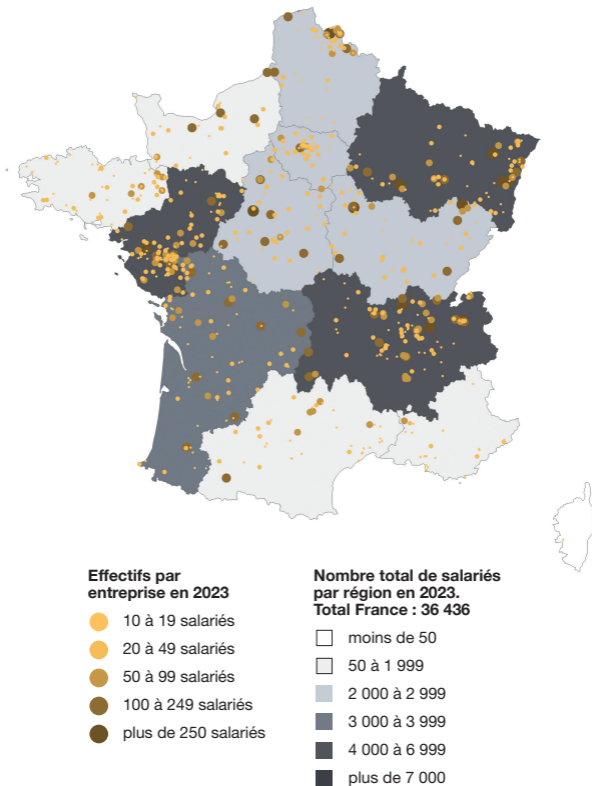 Effectifs par
entreprise en 2023
10 à 19 salariés
20 à 49 salariés
50 à 99 salariés
100 à 249 salariés
plus de 250 salariés
Nombre total de salariés
par région en 2023.
Total France : 36 436
moins de 50
50 à 1 999
2 000 à 2 999
3 000 à 3 999
4 000 à 6 999
plus de 7 000